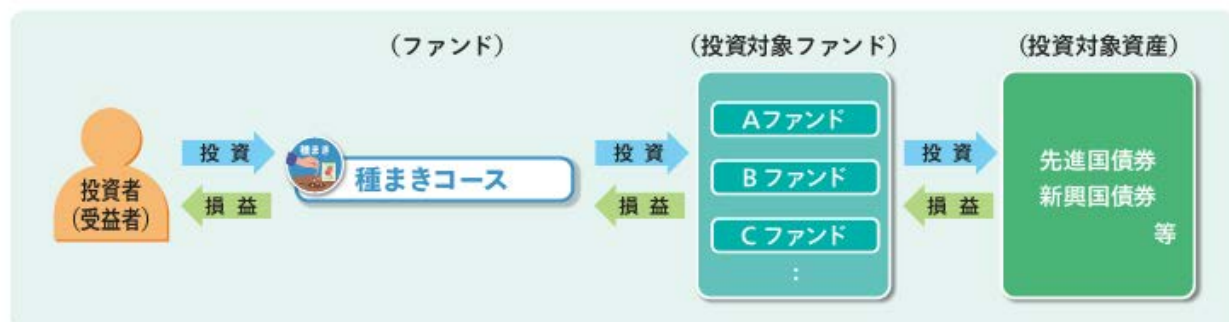 (ファンド)
(投資対象ファンド)
(投資対象資産)
投資者
(受益者)
投資
損益
種まき
種まきコース
投資
損益
Aファンド
Bファンド
Cファンド
:
投資
損益
先進国債券
新興国債券
等